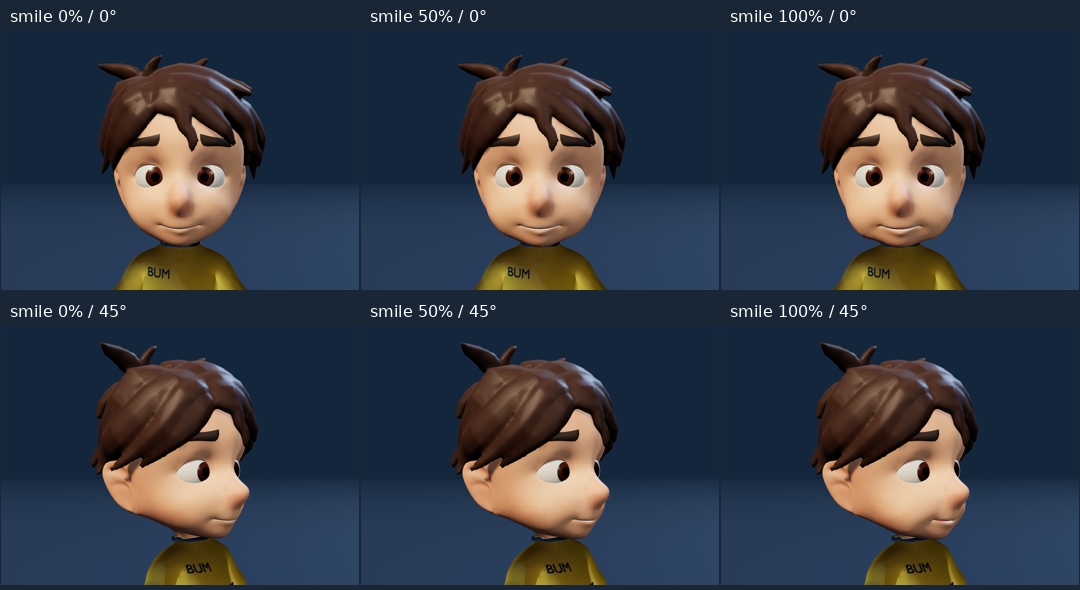 smile 0% / 0°
smile 50% / 0°
smile 100% / 0°
BUM
BUM
BUM
smile 0% / 45°
smile 50% / 45°
smile 100% / 45°
BUM
BUM
BUM